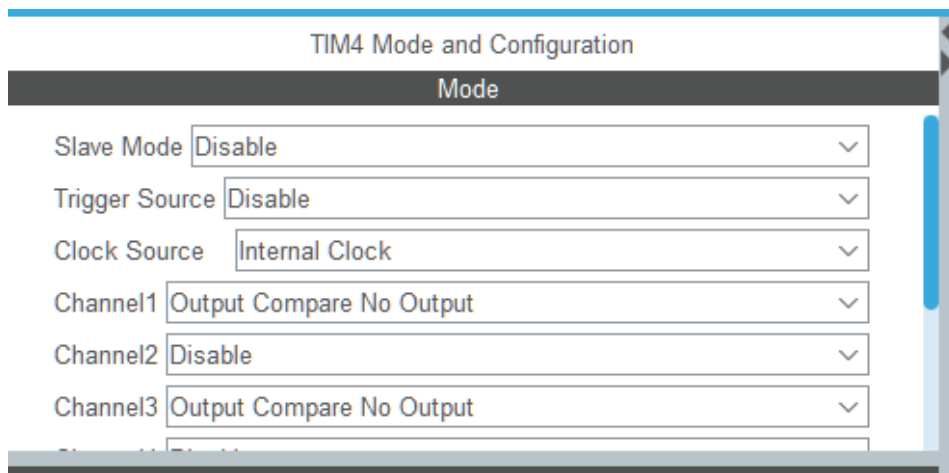 TIM4 Mode and Configuration
Mode
Slave Mode Disable
Trigger Source Disable
Clock Source Internal Clock
Channel1 Output Compare No Output
Channel2 Disable
Channel3 Output Compare No Output